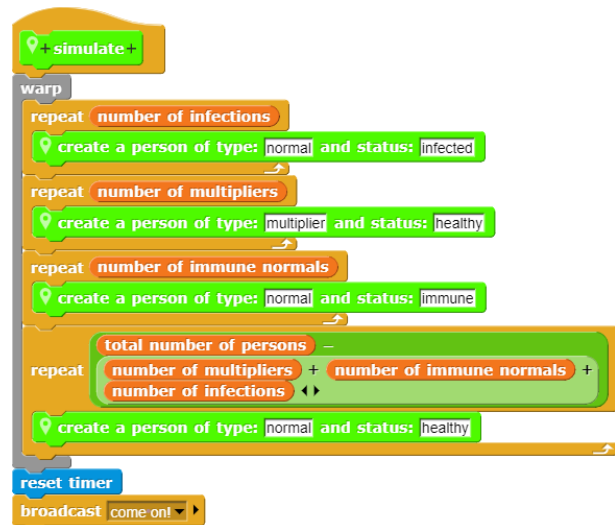 +simulate+
warp
repeat number of infections
create a person of type: normal and status: infected
repeat number of multipliers
create a person of type: multiplier and status: healthy
repeat number of immune normals
create a person of type: normal and status: immune
total number of persons −
repeat number of multipliers + number of immune normals +
number of infections
create a person of type: normal and status: healthy
reset timer
broadcast come on!